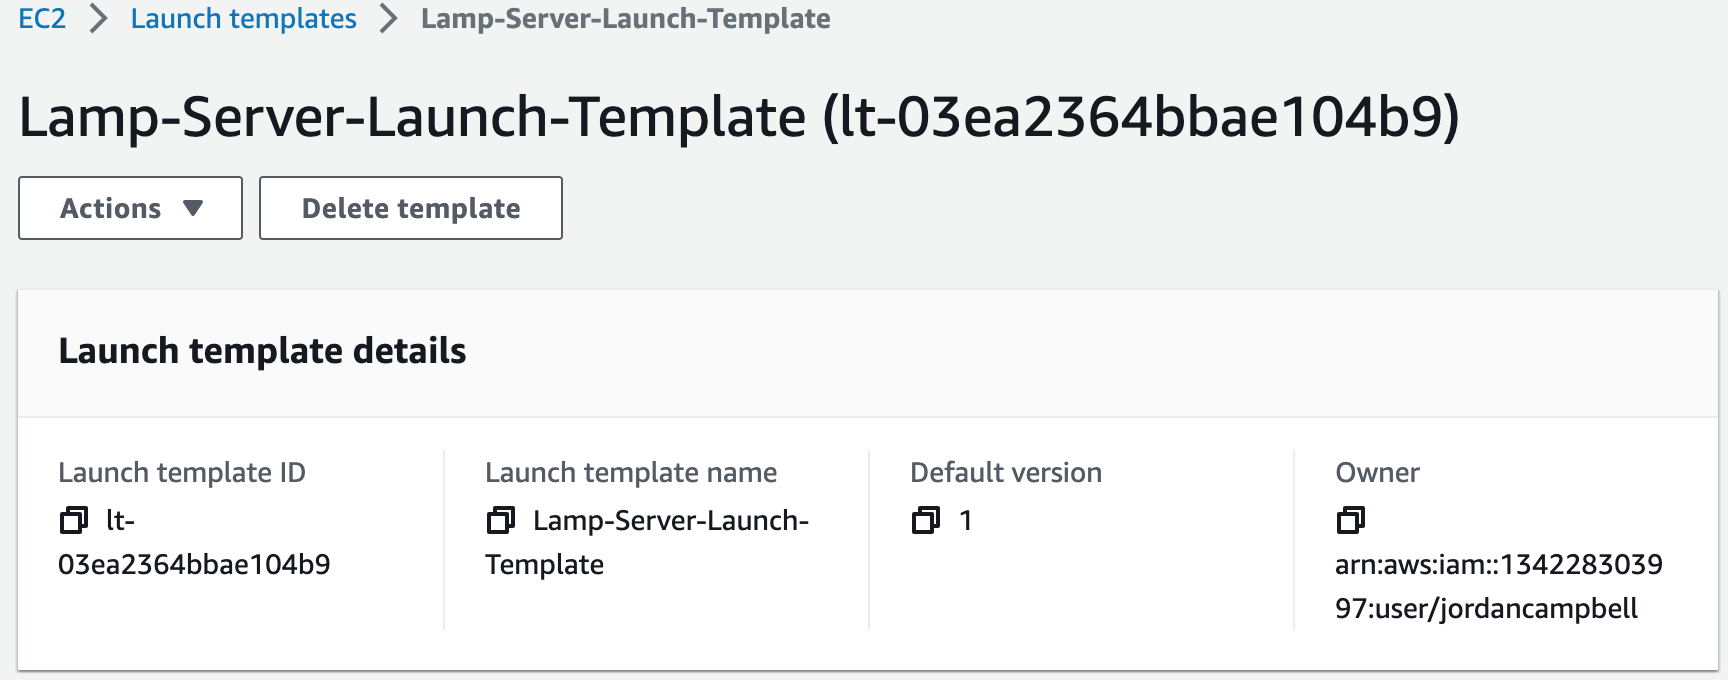 EC2 > Launch templates > Lamp-Server-Launch-Template
Lamp-Server-Launch-Template (lt-03ea2364bbae104b9)
Actions ▼ Delete template
Launch template details
Launch template ID
lt-
03ea2364bbae104b9
Launch template name
Lamp-Server-Launch-
Template
Default version
1
Owner
arn:aws:iam::1342283039
97:user/jordancampbell